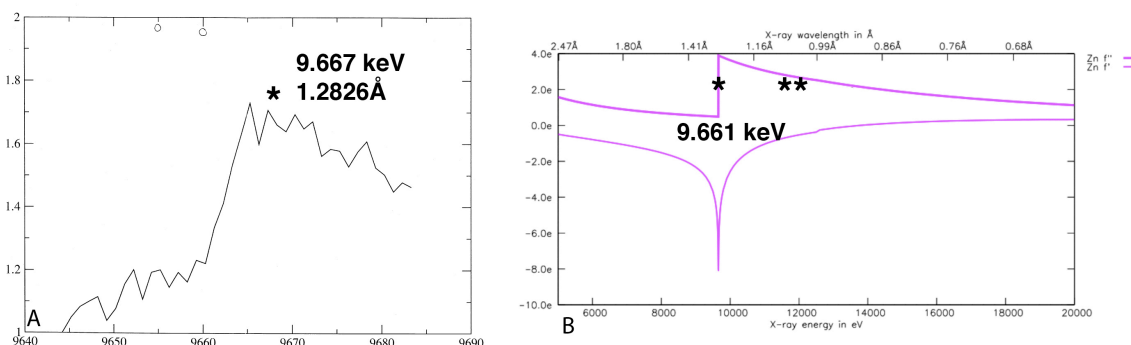 2
1.8
1.6
1.4
1.2
1
9640
9650
9660
9670
9680
9690
9.667 keV
* 1.2826Å
A
X-ray wavelength in Å
2.47Å 1.80Å 1.41Å 1.16Å 0.99Å 0.86Å 0.76Å 0.68Å
4.0e
2.0e
0.0e
-2.0e
-4.0e
-6.0e
-8.0e
-10.0e
* **
9.661 keV
Zn f''
Zn f'
6000 8000 10000 12000 14000 16000 18000 20000
X-ray energy in eV
B